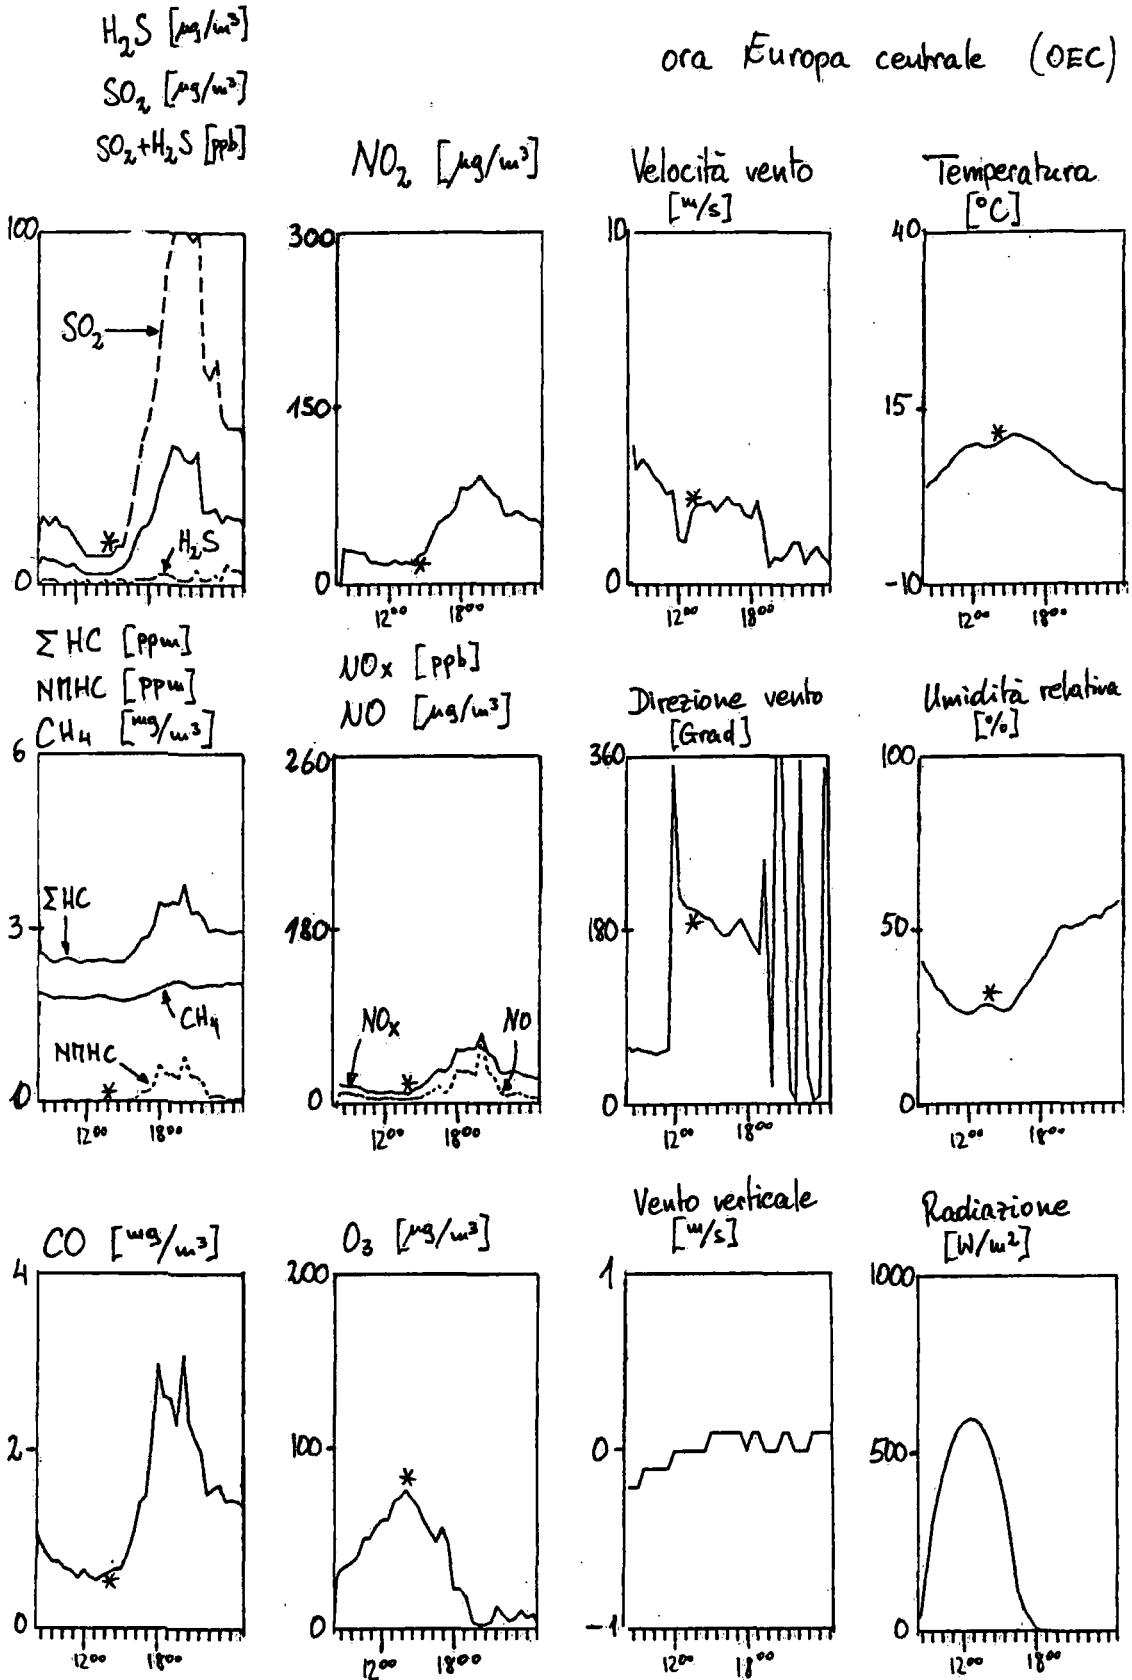 H₂S [µg/m³]
SO₂ [µg/m³]
SO₂+H₂S [ppb]
ora Europa centrale (OEC)
NO₂ [µg/m³]
Velocità vento
[m/s]
Temperatura
[°C]
100
SO₂
H₂S
0
300
150
0
12⁰⁰ 18⁰⁰
10
0
12⁰⁰ 18⁰⁰
40
15
-10
12⁰⁰ 18⁰⁰
Σ HC [ppm]
NMHC [ppm]
CH₄ [mg/m³]
NOx [ppb]
NO [µg/m³]
Direzione vento
[Grad]
Umidità relativa
[%]
6
ΣHC
3
CH₄
NMHC
0
12⁰⁰ 18⁰⁰
260
180
NOx
NO
0
12⁰⁰ 18⁰⁰
360
180
0
12⁰⁰ 18⁰⁰
100
50
0
12⁰⁰ 18⁰⁰
CO [mg/m³]
O₃ [µg/m³]
Vento verticale
[m/s]
Radiazione
[W/m²]
4
2
0
12⁰⁰ 18⁰⁰
200
100
0
12⁰⁰ 18⁰⁰
1
0
-1
12⁰⁰ 18⁰⁰
1000
500
0
12⁰⁰ 18⁰⁰